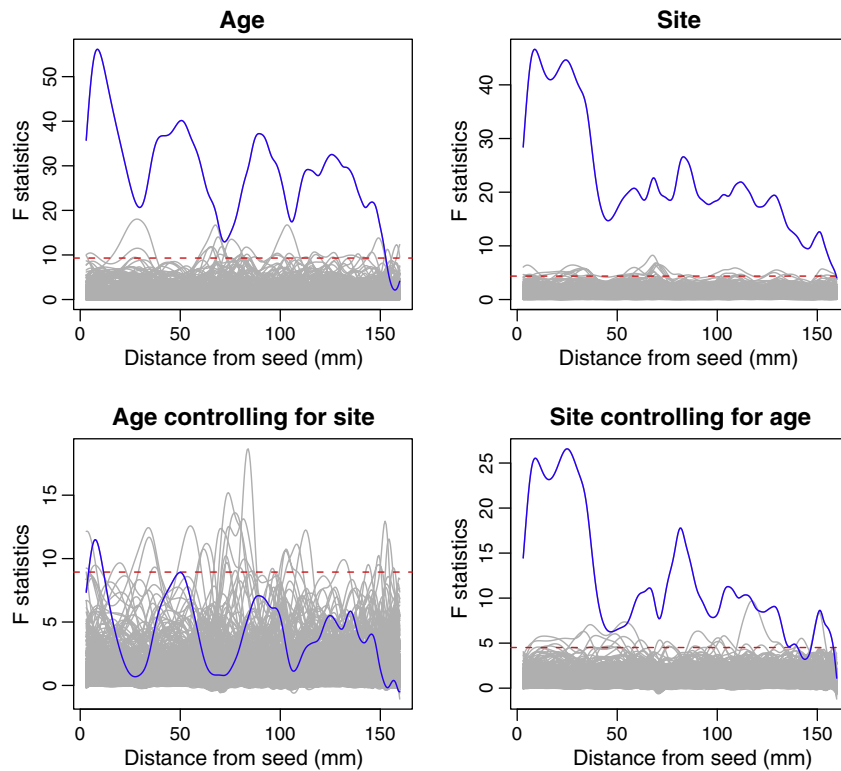 Age
F statistics
50
40
30
20
10
0
0 50 100 150
Distance from seed (mm)
Site
F statistics
40
30
20
10
0
0 50 100 150
Distance from seed (mm)
Age controlling for site
F statistics
15
10
5
0
0 50 100 150
Distance from seed (mm)
Site controlling for age
F statistics
25
20
15
10
5
0
0 50 100 150
Distance from seed (mm)